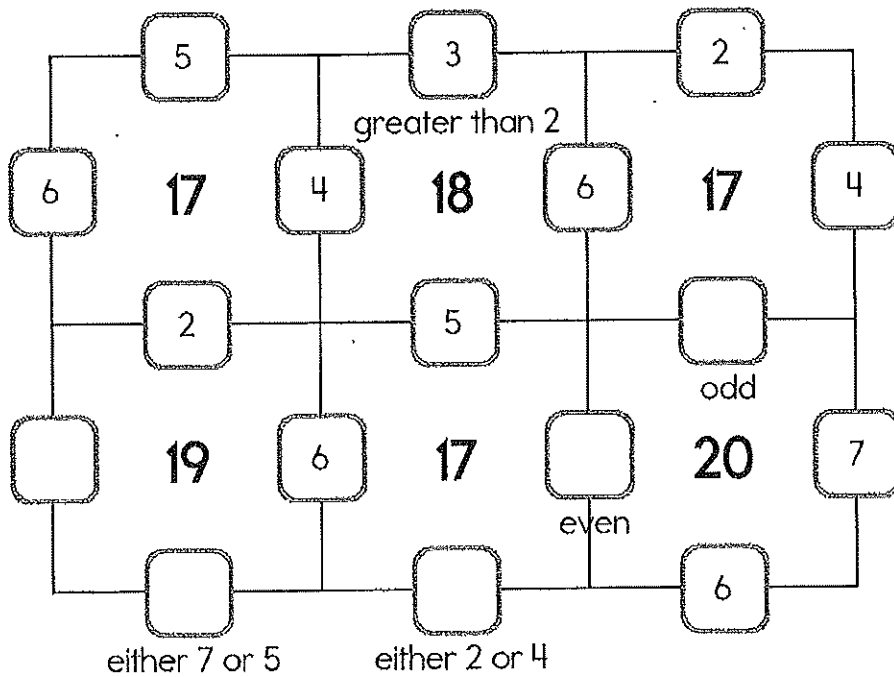 5 3 2
greater than 2
6 17 4 18 6 17 4
2 5
odd
19 6 17 20 7
even
6
either 7 or 5 either 2 or 4